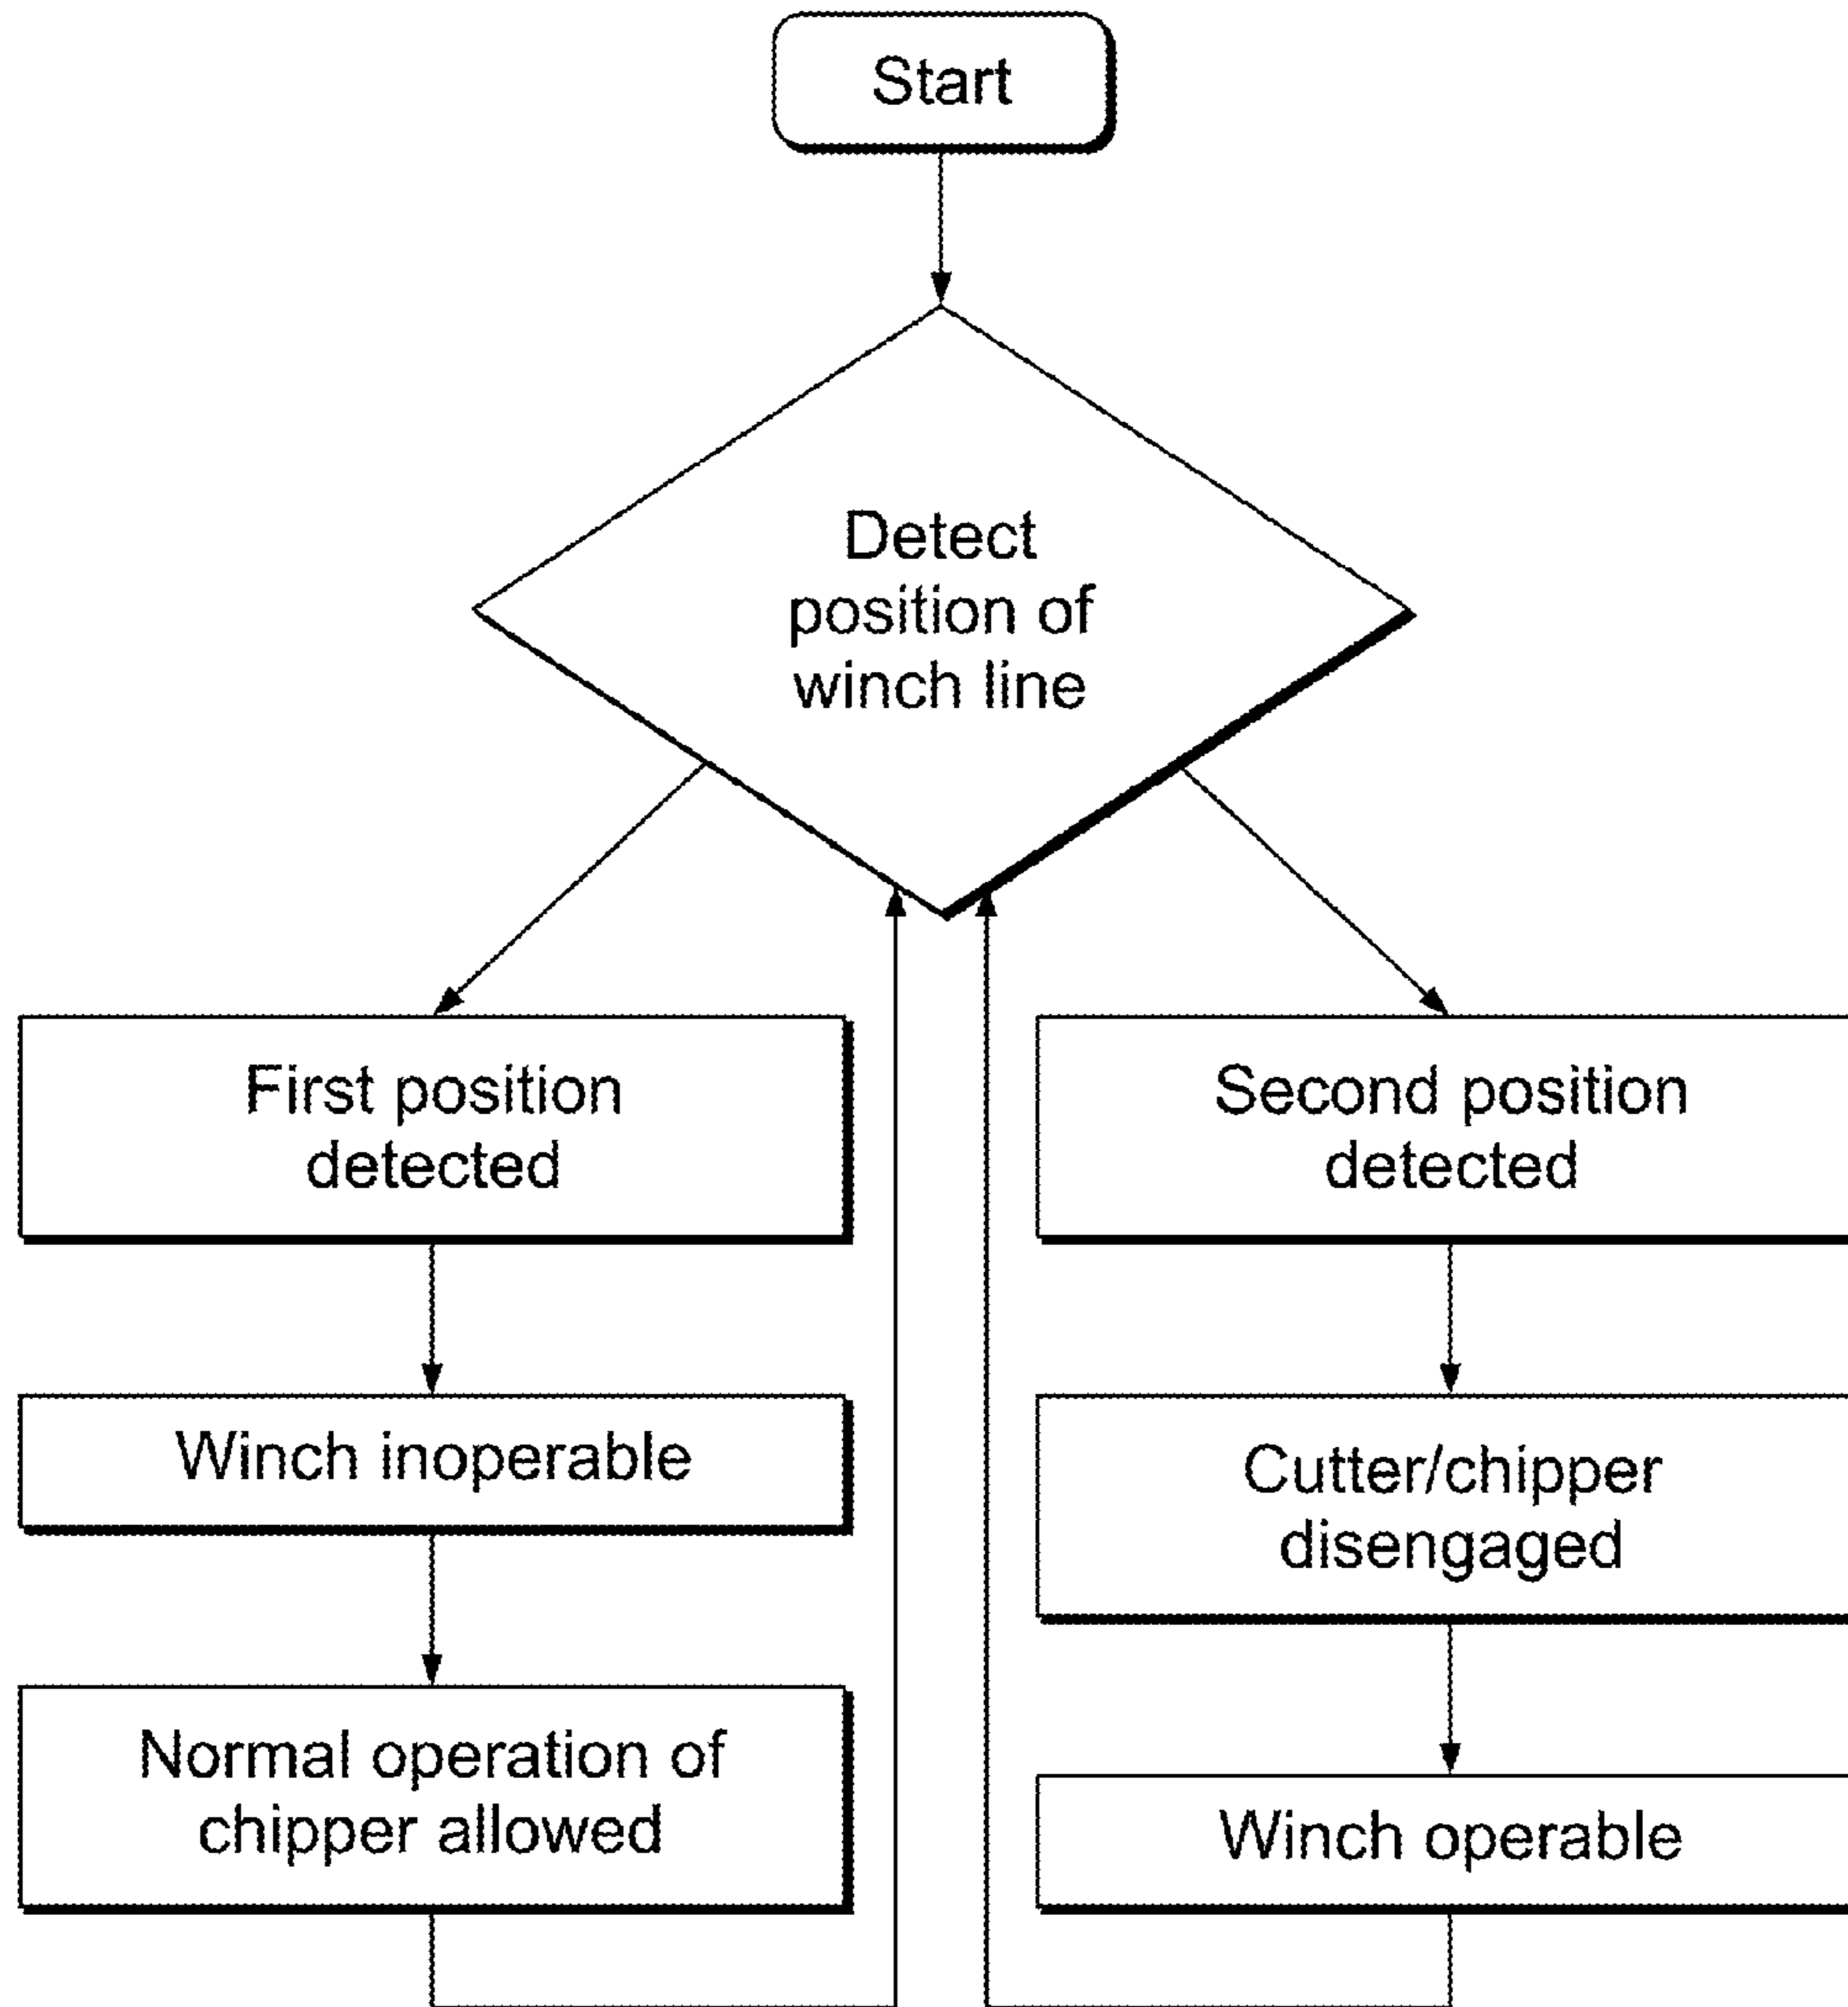 Start
Detect
position of
winch line
First position
detected
Second position
detected
Winch inoperable
Cutter/chipper
disengaged
Normal operation of
chipper allowed
Winch operable